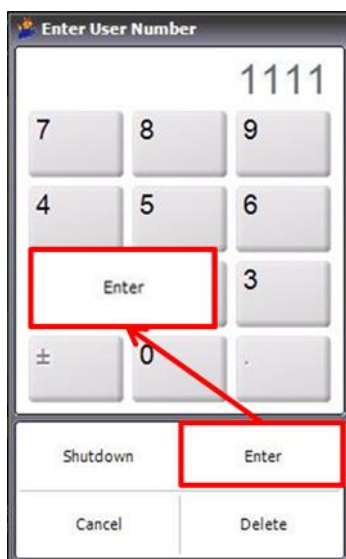 Enter User Number
1111
7 8 9
4 5 6
Enter 3
± 0 .
Shutdown Enter
Cancel Delete